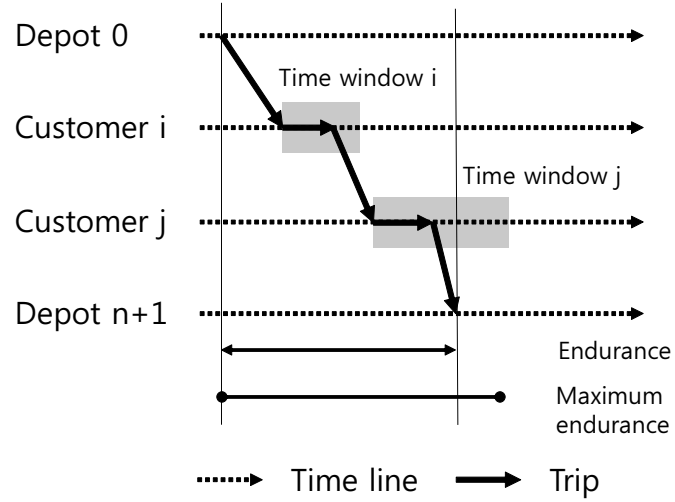 Depot 0
Time window i
Customer i
Time window j
Customer j
Depot n+1
Endurance
Maximum
endurance
Time line
Trip